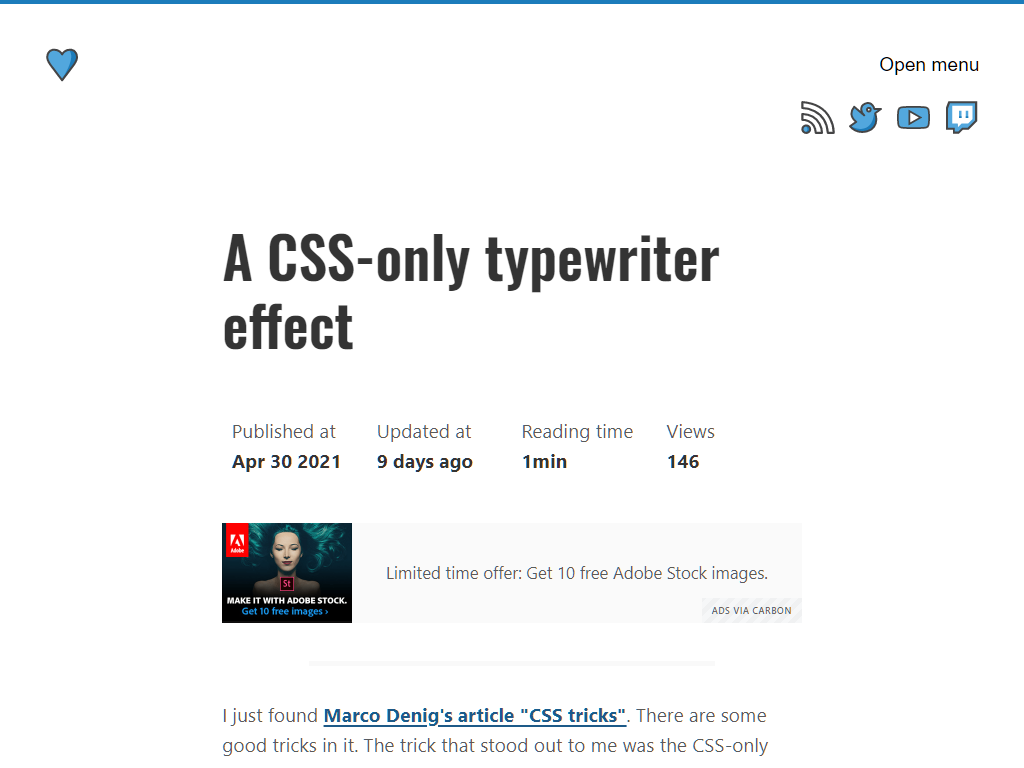 Open menu
A CSS-only typewriter
effect
Published at
Apr 30 2021
Updated at
9 days ago
Reading time
1min
Views
146
Adobe
St
MAKE IT WITH ADOBE STOCK.
Get 10 free images ›
Limited time offer: Get 10 free Adobe Stock images.
ADS VIA CARBON
I just found Marco Denig's article "CSS tricks". There are some
good tricks in it. The trick that stood out to me was the CSS-only